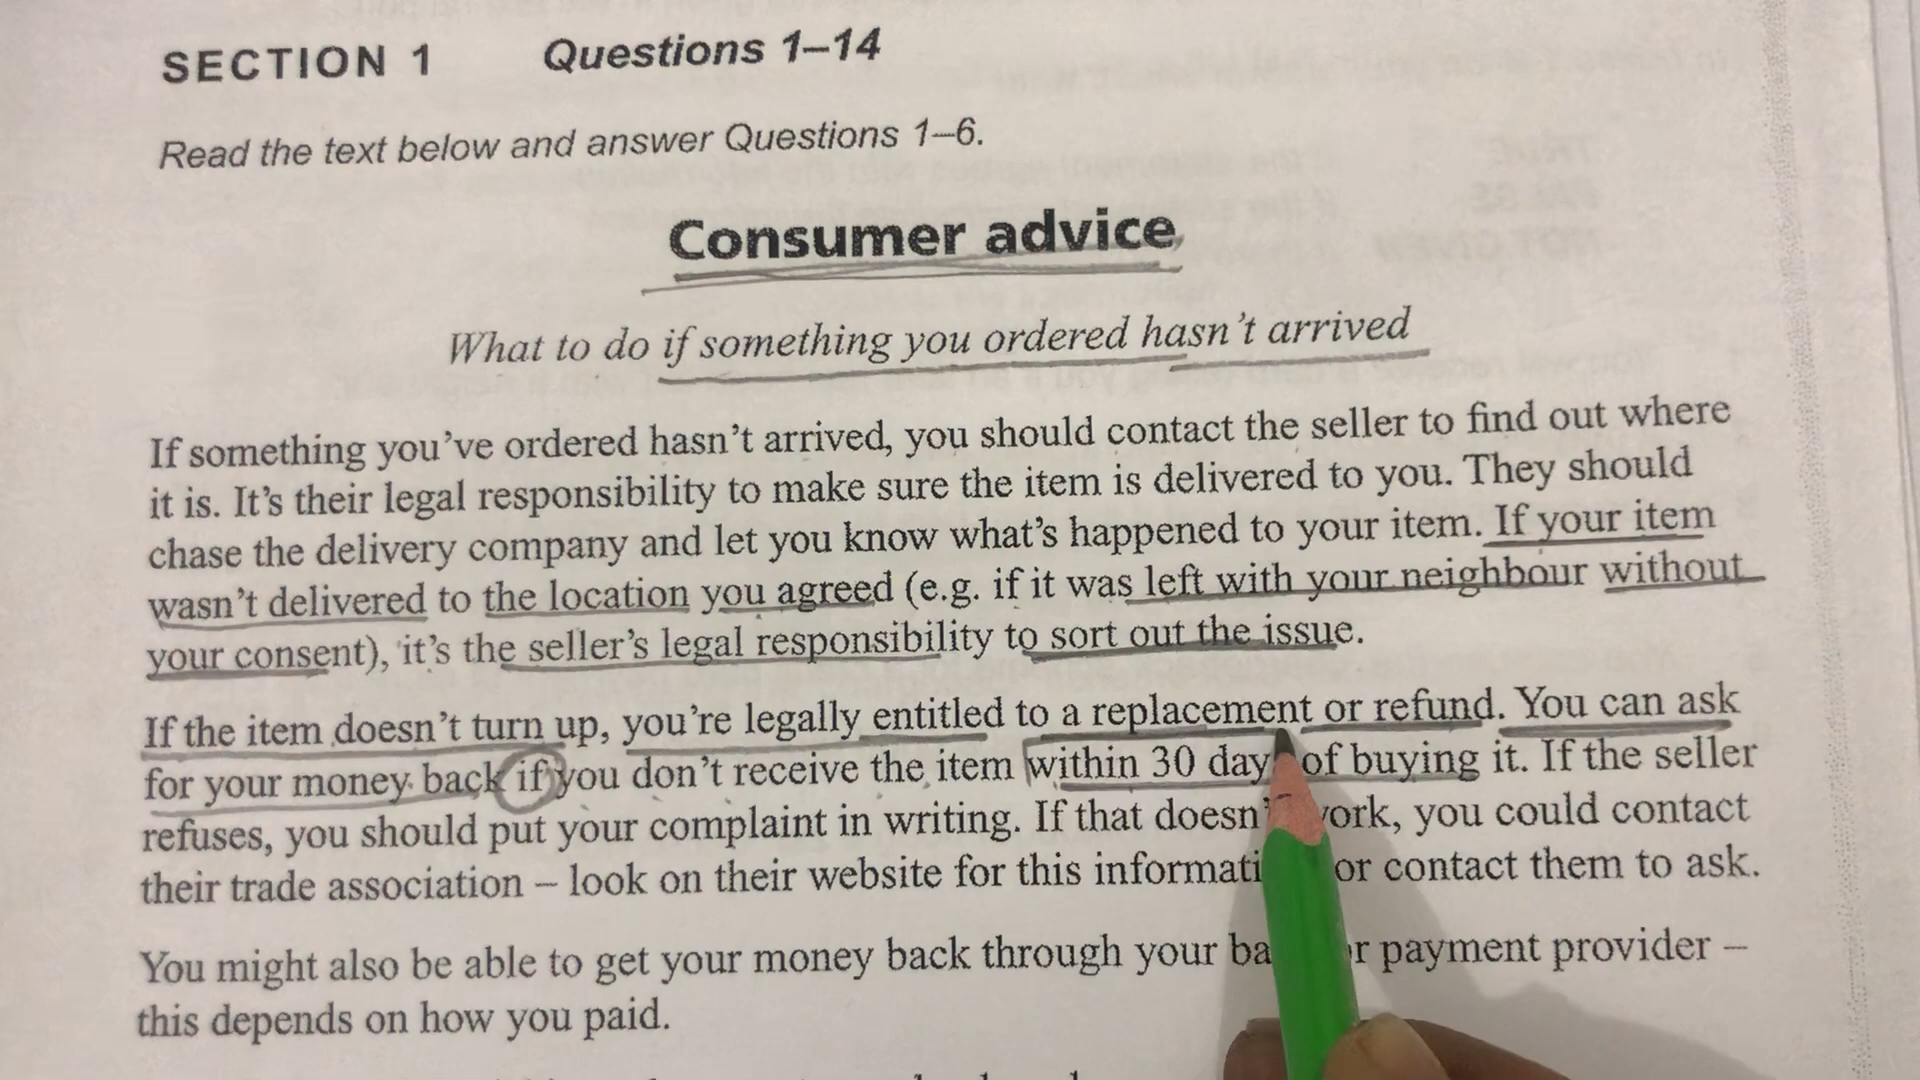 SECTION 1 Questions 1–14
Read the text below and answer Questions 1–6.
Consumer advice
What to do if something you ordered hasn't arrived
If something you've ordered hasn't arrived, you should contact the seller to find out where
it is. It's their legal responsibility to make sure the item is delivered to you. They should
chase the delivery company and let you know what's happened to your item. If your item
wasn't delivered to the location you agreed (e.g. if it was left with your neighbour without
your consent), it's the seller's legal responsibility to sort out the issue.
If the item doesn't turn up, you're legally entitled to a replacement or refund. You can ask
for your money back if you don't receive the item within 30 day of buying it. If the seller
refuses, you should put your complaint in writing. If that doesn't work, you could contact
their trade association – look on their website for this informati or contact them to ask.
You might also be able to get your money back through your ba or payment provider –
this depends on how you paid.